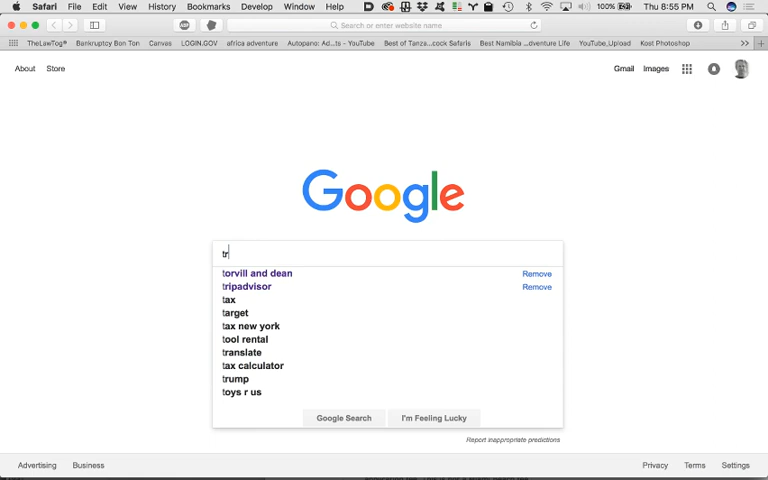 Safari File Edit View History Bookmarks Develop Window Help 100% Thu 8:55 PM
Search or enter website name
TheLawTog® Bankruptcy Bon Ton Canvas LOGIN.GOV africa adventure Autopano: Ad...ts - YouTube Best of Tanza...cock Safaris Best Namibia ...dventure Life YouTube_Upload Kost Photoshop
About Store Gmail Images
Google
tr
torvill and dean Remove
tripadvisor Remove
tax
target
tax new york
tool rental
translate
tax calculator
trump
toys r us
Google Search I'm Feeling Lucky
Report inappropriate predictions
Advertising Business Privacy Terms Settings